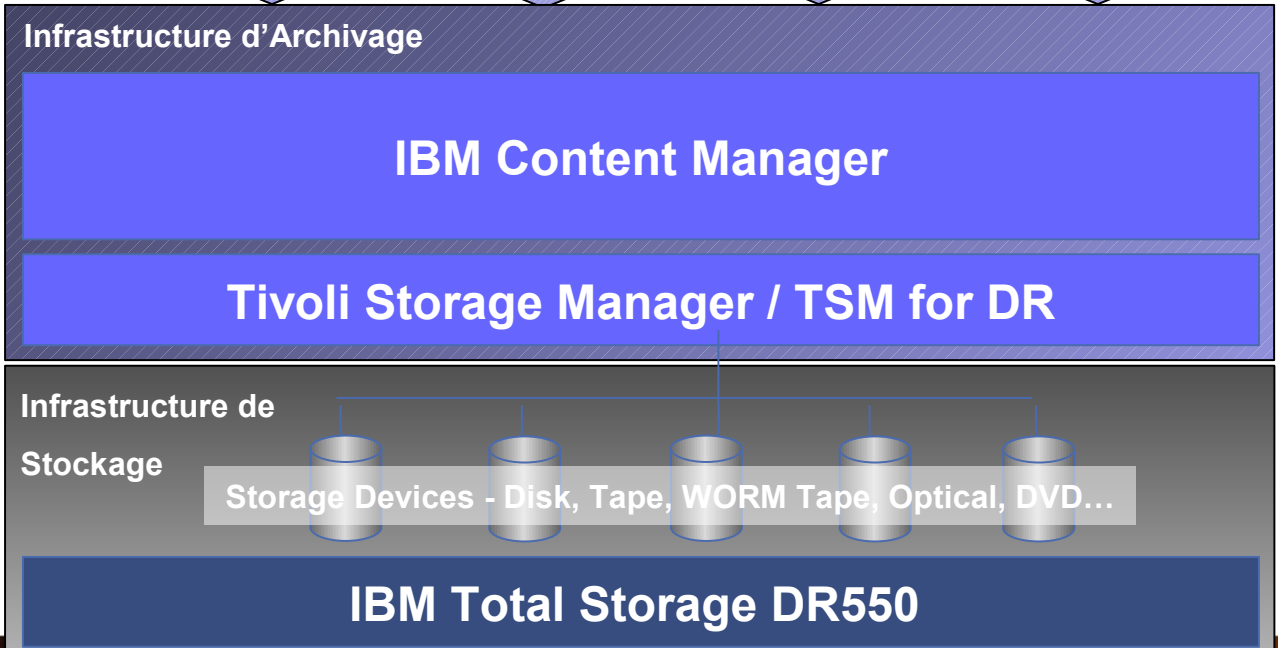 Infrastructure d’Archivage
IBM Content Manager
Tivoli Storage Manager / TSM for DR
Infrastructure de
Stockage
Storage Devices - Disk, Tape, WORM Tape, Optical, DVD…
IBM Total Storage DR550